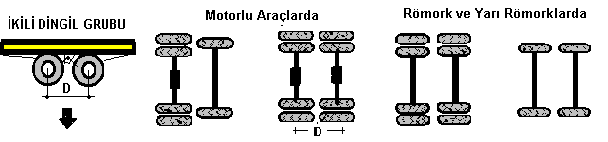 İKİLİ DİNGİL GRUBU
D
Motorlu Araçlarda
D
Römork ve Yarı Römorklarda